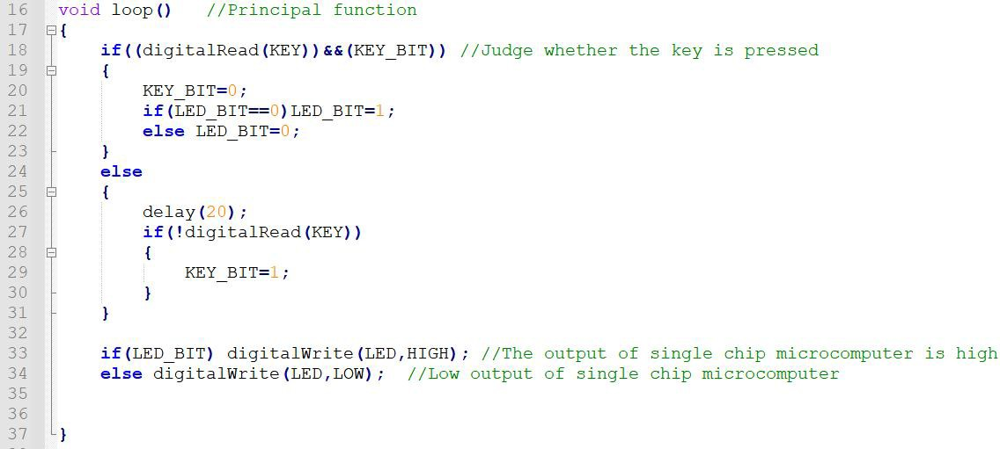 16 void loop() //Principal function
17 {
18 if((digitalRead(KEY))&&(KEY_BIT)) //Judge whether the key is pressed
19 {
20 KEY_BIT=0;
21 if(LED_BIT==0)LED_BIT=1;
22 else LED_BIT=0;
23 }
24 else
25 {
26 delay(20);
27 if(!digitalRead(KEY))
28 {
29 KEY_BIT=1;
30 }
31 }
32
33 if(LED_BIT) digitalWrite(LED,HIGH); //The output of single chip microcomputer is high
34 else digitalWrite(LED,LOW); //Low output of single chip microcomputer
35
36
37 }